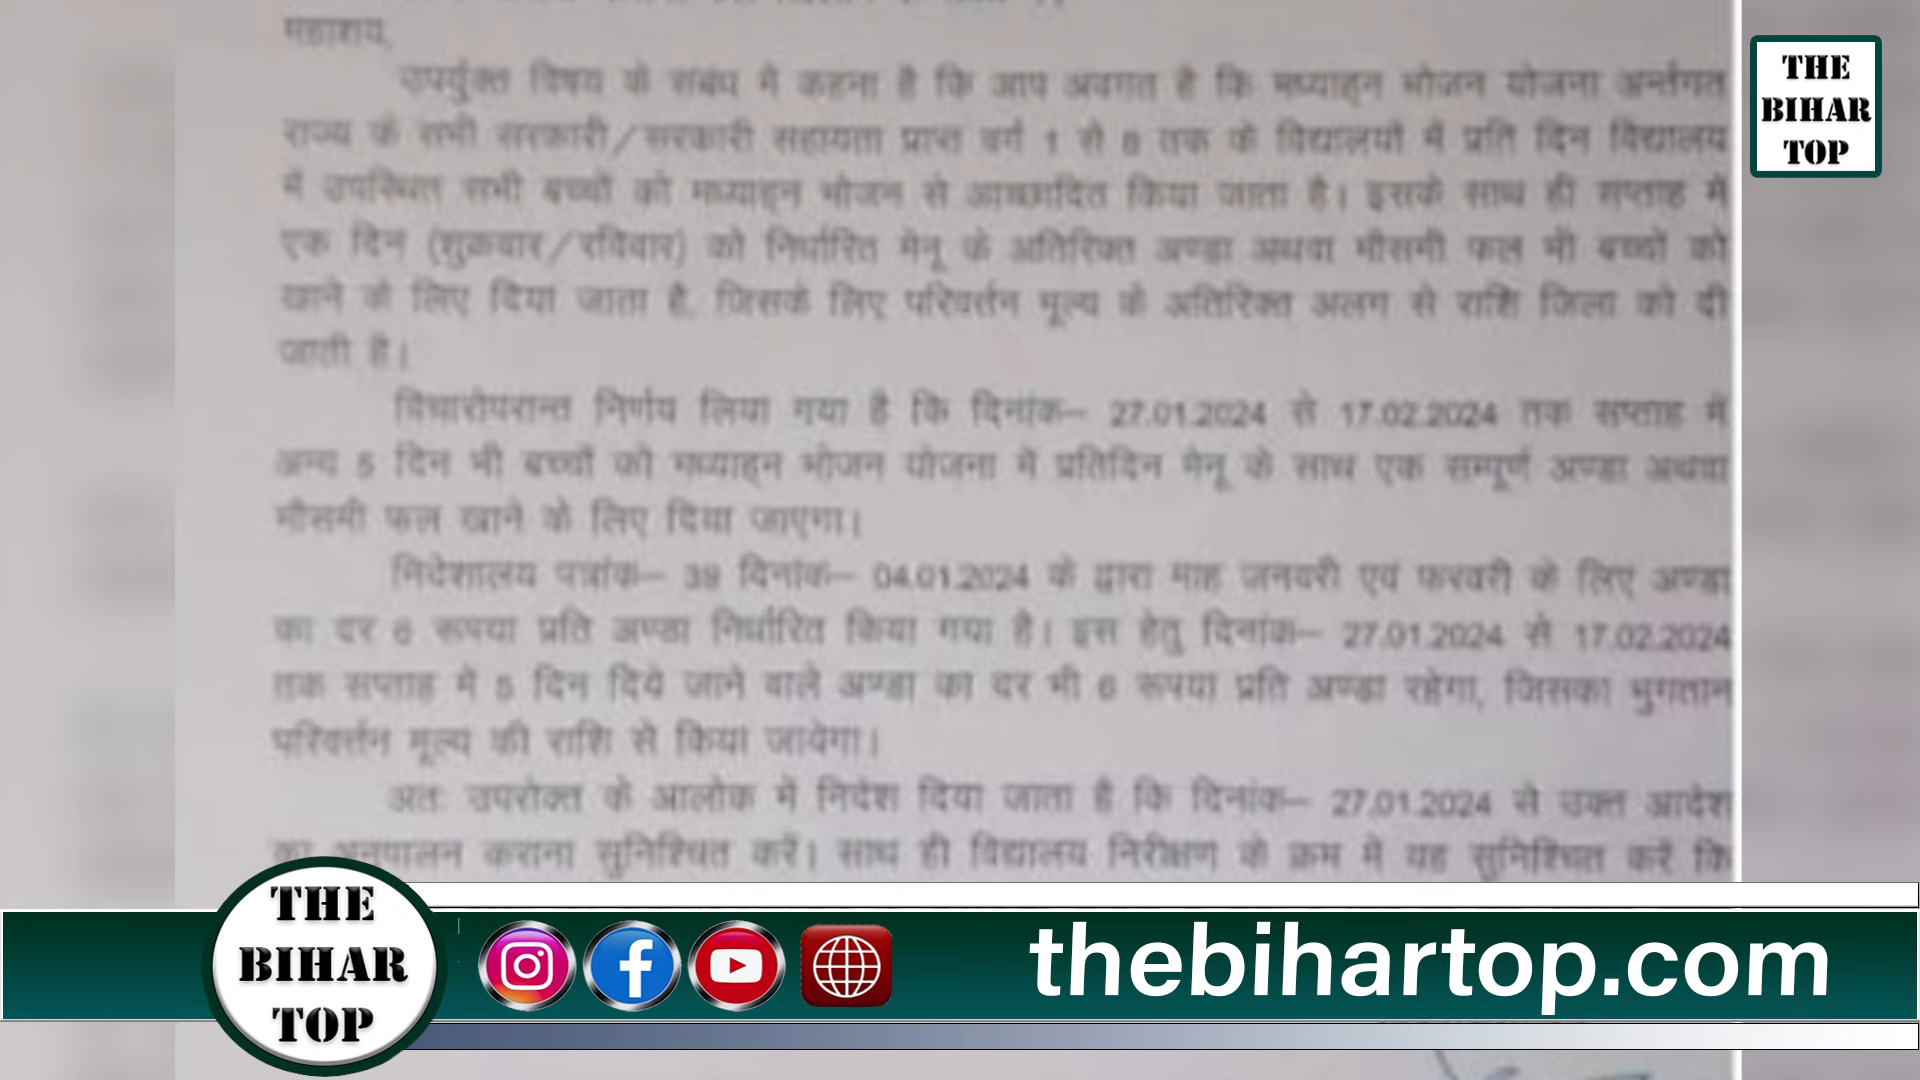 महाशय,
THE
BIHAR
TOP
उपर्युक्त विषय के संबंध में कहना है कि आप अवगत है कि मध्याह्न भोजन योजना अर्न्तगत
राज्य के सभी सरकारी/सरकारी सहायता प्राप्त वर्ग 1 से 8 तक के विद्यालयों में प्रति दिन विद्यालय
में उपस्थित सभी बच्चों को मध्याह्न भोजन से आच्छादित किया जाता है। इसके साथ ही सप्ताह में
एक दिन (शुक्रवार/रविवार) को निर्धारित मेनू के अतिरिक्त अण्डा अथवा मौसमी फल भी बच्चों को
खाने के लिए दिया जाता है, जिसके लिए परिवर्तन मूल्य के अतिरिक्त अलग से राशि जिला को दी
जाती है।
विचारोपरान्त निर्णय लिया गया है कि दिनांक– 27.01.2024 से 17.02.2024 तक सप्ताह में
अन्य 5 दिन भी बच्चों को मध्याह्न भोजन योजना में प्रतिदिन मेनू के साथ एक सम्पूर्ण अण्डा अथवा
मौसमी फल खाने के लिए दिया जाएगा।
निदेशालय पत्रांक– 39 दिनांक– 04.01.2024 के द्वारा माह जनवरी एवं फरवरी के लिए अण्डा
का दर 6 रूपया प्रति अण्डा निर्धारित किया गया है। इस हेतु दिनांक– 27.01.2024 से 17.02.2024
तक सप्ताह में 5 दिन दिये जाने वाले अण्डा का दर भी 6 रूपया प्रति अण्डा रहेगा, जिसका भुगतान
परिवर्तन मूल्य की राशि से किया जायेगा।
अतः उपरोक्त के आलोक में निदेश दिया जाता है कि दिनांक– 27.01.2024 से उक्त आदेश
का अनुपालन कराना सुनिश्चित करें। साथ ही विद्यालय निरीक्षण के क्रम में यह सुनिश्चित करें कि
THE
BIHAR
TOP
thebihartop.com